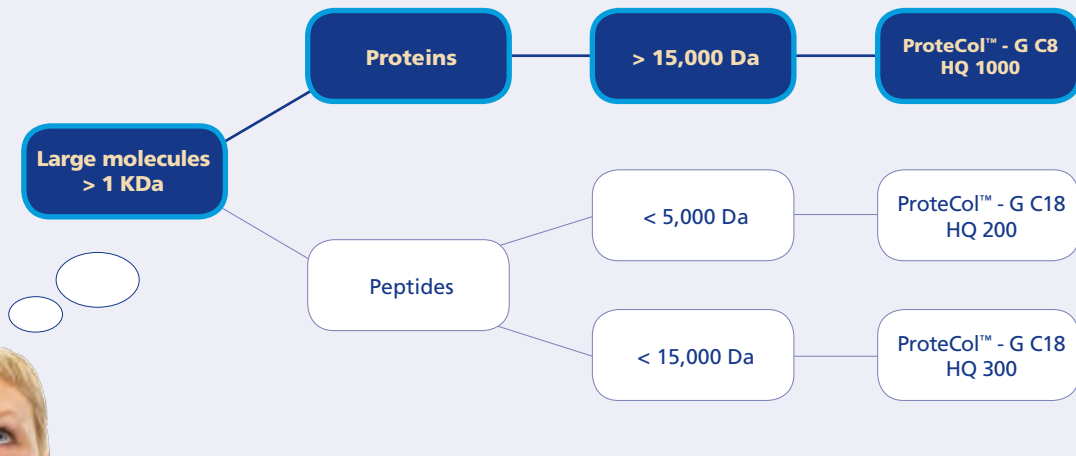 Proteins
> 15,000 Da
ProteCol™ - G C8
HQ 1000
Large molecules
> 1 KDa
< 5,000 Da
ProteCol™ - G C18
HQ 200
Peptides
< 15,000 Da
ProteCol™ - G C18
HQ 300